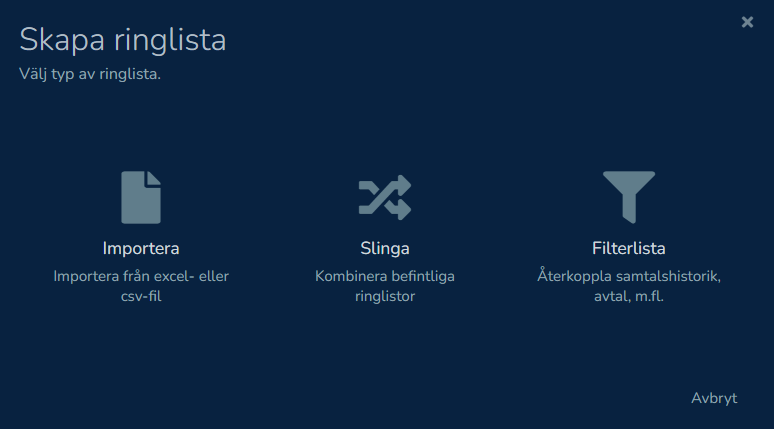 Skapa ringlista
Välj typ av ringlista.
Importera
Importera från excel- eller
csv-fil
Slinga
Kombinera befintliga
ringlistor
Filterlista
Återkoppla samtalshistorik,
avtal, m.fl.
Avbryt